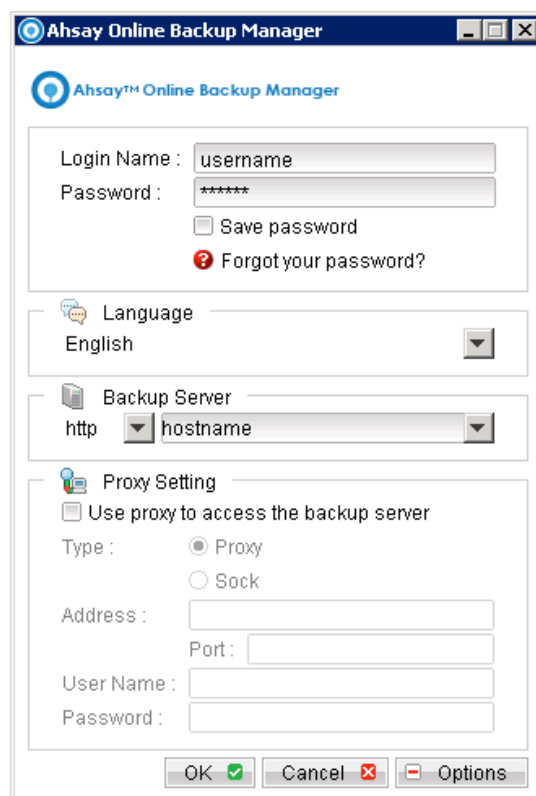 Ahsay Online Backup Manager
Ahsay™ Online Backup Manager
Login Name : username
Password : ******
Save password
Forgot your password?
Language
English
Backup Server
http hostname
Proxy Setting
Use proxy to access the backup server
Type : Proxy
Sock
Address :
Port :
User Name :
Password :
OK Cancel Options